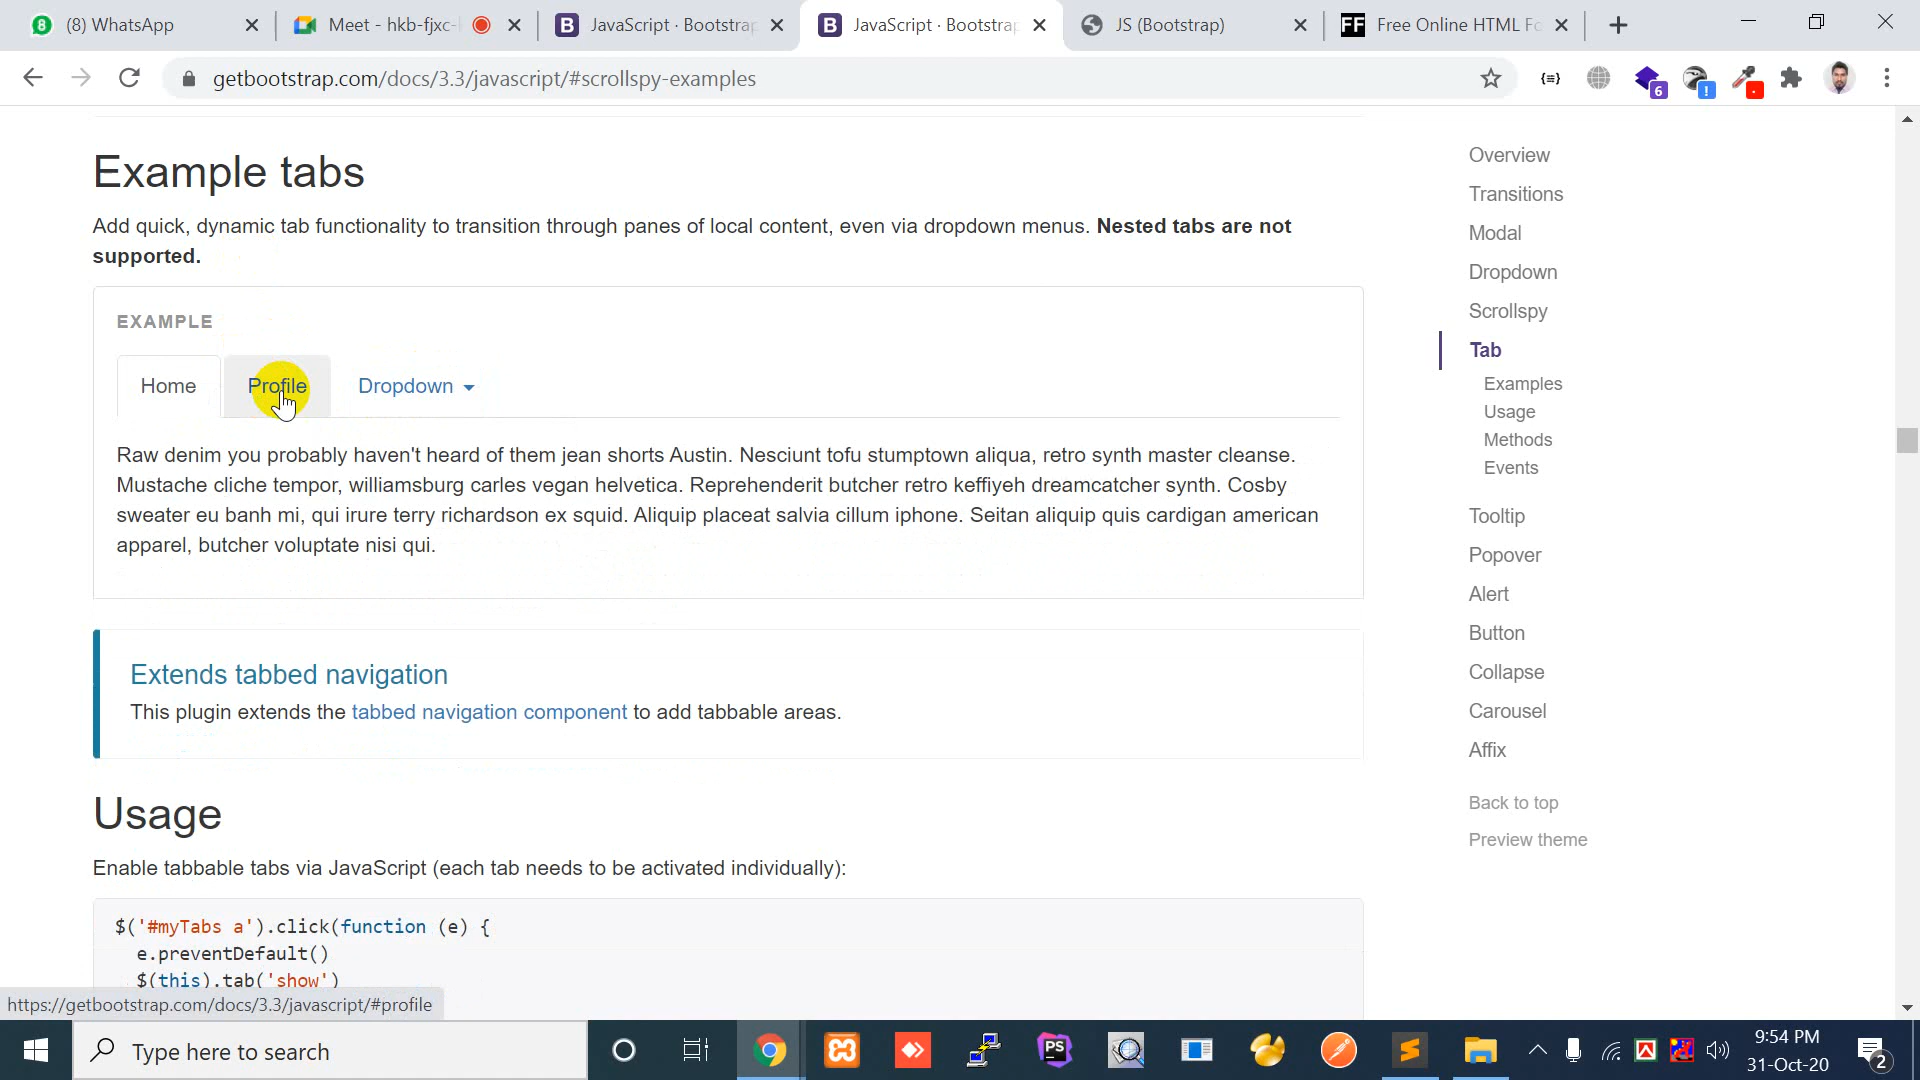 (8) WhatsApp
Meet - hkb-fjxc-
JavaScript · Bootstrap
JavaScript · Bootstrap
JS (Bootstrap)
FF Free Online HTML Fo
getbootstrap.com/docs/3.3/javascript/#scrollspy-examples
6
Example tabs
Add quick, dynamic tab functionality to transition through panes of local content, even via dropdown menus. Nested tabs are not
supported.
EXAMPLE
Home
Profile
Dropdown
Raw denim you probably haven't heard of them jean shorts Austin. Nesciunt tofu stumptown aliqua, retro synth master cleanse.
Mustache cliche tempor, williamsburg carles vegan helvetica. Reprehenderit butcher retro keffiyeh dreamcatcher synth. Cosby
sweater eu banh mi, qui irure terry richardson ex squid. Aliquip placeat salvia cillum iphone. Seitan aliquip quis cardigan american
apparel, butcher voluptate nisi qui.
Extends tabbed navigation
This plugin extends the tabbed navigation component to add tabbable areas.
Usage
Enable tabbable tabs via JavaScript (each tab needs to be activated individually):
$('#myTabs a').click(function (e) {
e.preventDefault()
$(this).tab('show')
Overview
Transitions
Modal
Dropdown
Scrollspy
Tab
Examples
Usage
Methods
Events
Tooltip
Popover
Alert
Button
Collapse
Carousel
Affix
Back to top
Preview theme
https://getbootstrap.com/docs/3.3/javascript/#profile
Type here to search
PS
9:54 PM
31-Oct-20
2